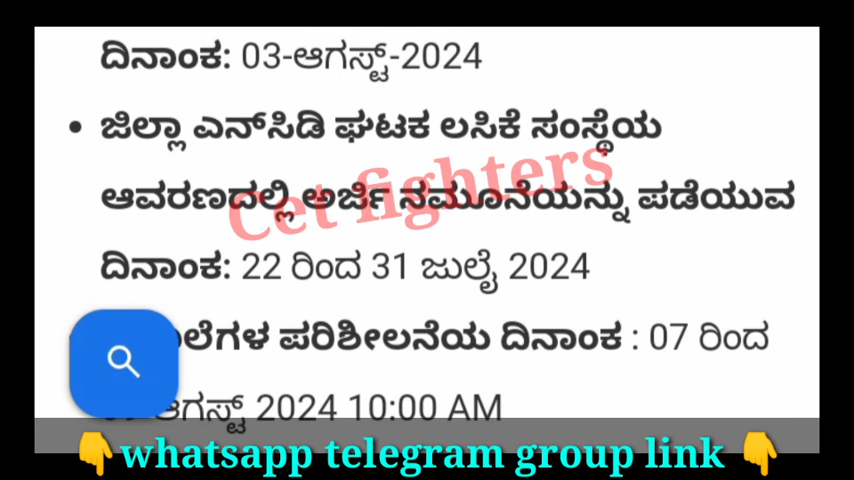 ದಿನಾಂಕ: 03-ಆಗಸ್ಟ್-2024
• ಜಿಲ್ಲಾ ಎನ್‌ಸಿಡಿ ಘಟಕ ಲಸಿಕೆ ಸಂಸ್ಥೆಯ
ಆವರಣದಲ್ಲಿ ಅರ್ಜಿ ನಮೂನೆಯನ್ನು ಪಡೆಯುವ
Cet fighters
ದಿನಾಂಕ: 22 ರಿಂದ 31 ಜುಲೈ 2024
ಪರಿಶೀಲನೆಯ ದಿನಾಂಕ : 07 ರಿಂದ
ಆಗಸ್ಟ್ 2024 10:00 AM
👇whatsapp telegram group link 👇